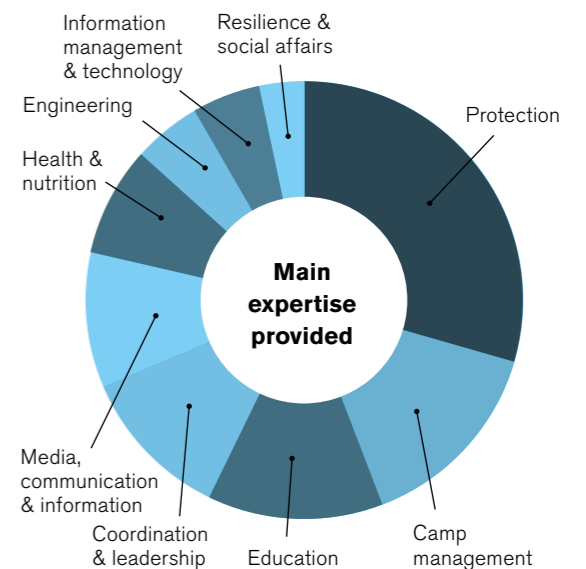 Information
management
& technology
Resilience &
social affairs
Engineering
Protection
Health &
nutrition
Main
expertise
provided
Media,
communication
& information
Coordination
& leadership
Education
Camp
management